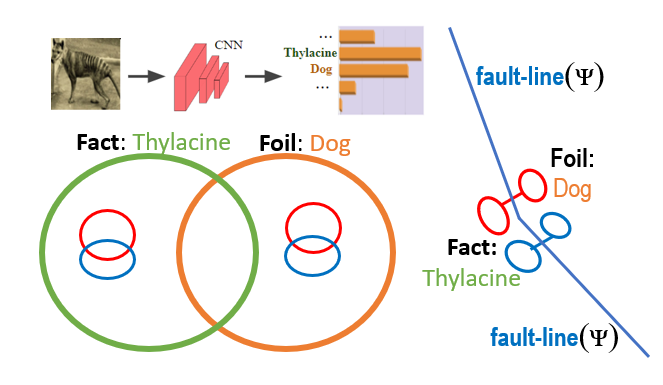 ...
CNN
Thylacine
Dog
...
Fact: Thylacine
Foil: Dog
fault-line(Ψ)
Foil:
Dog
Fact:
Thylacine
fault-line(Ψ)